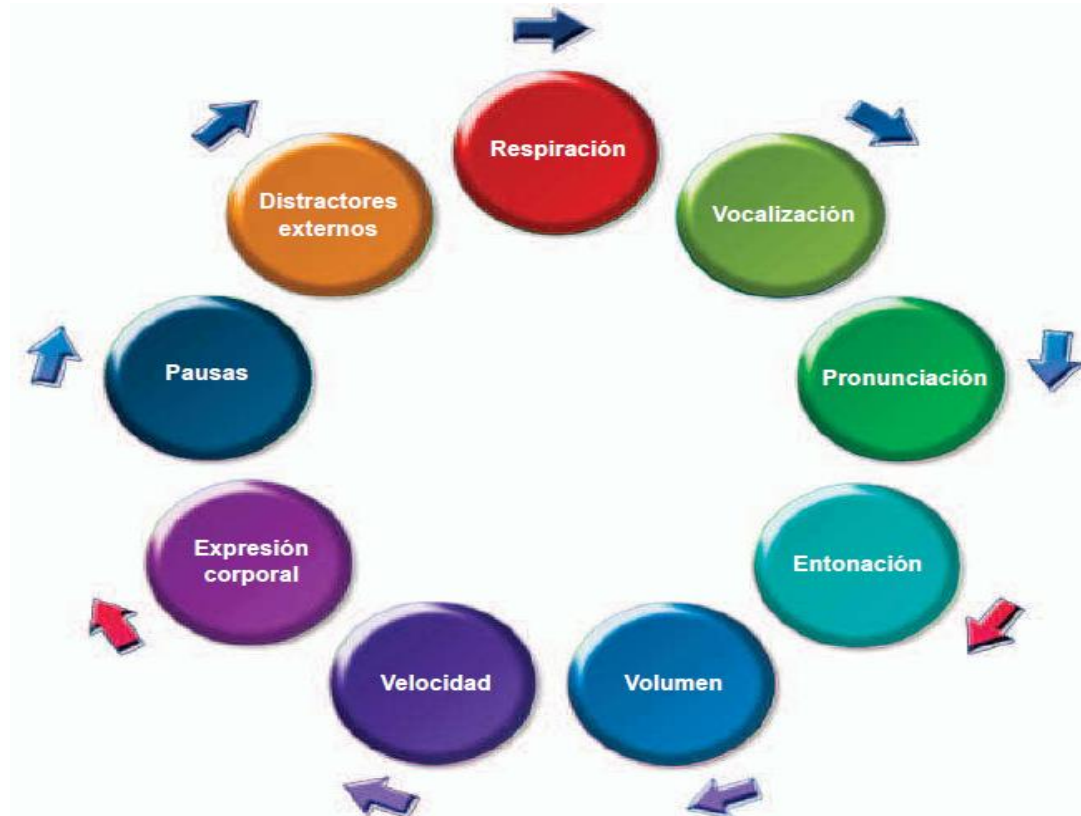 Respiración
Vocalización
Pronunciación
Entonación
Volumen
Velocidad
Expresión
corporal
Pausas
Distractores
externos